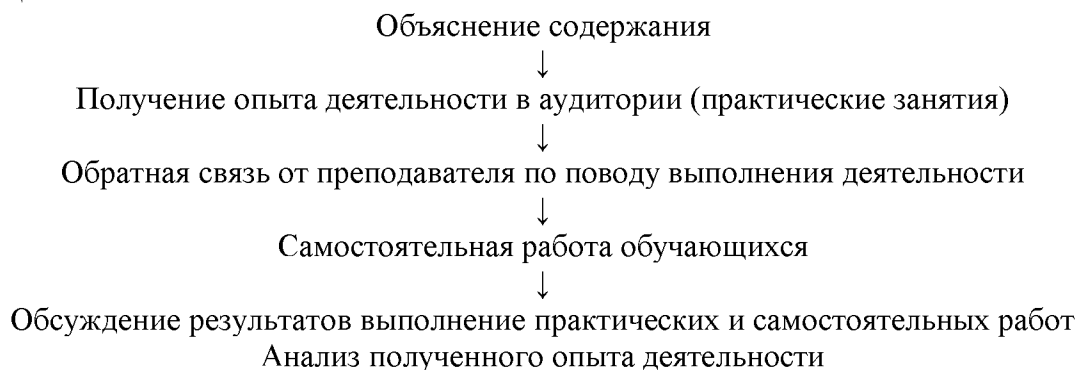 Объяснение содержания
↓
Получение опыта деятельности в аудитории (практические занятия)
↓
Обратная связь от преподавателя по поводу выполнения деятельности
↓
Самостоятельная работа обучающихся
↓
Обсуждение результатов выполнение практических и самостоятельных работ
Анализ полученного опыта деятельности